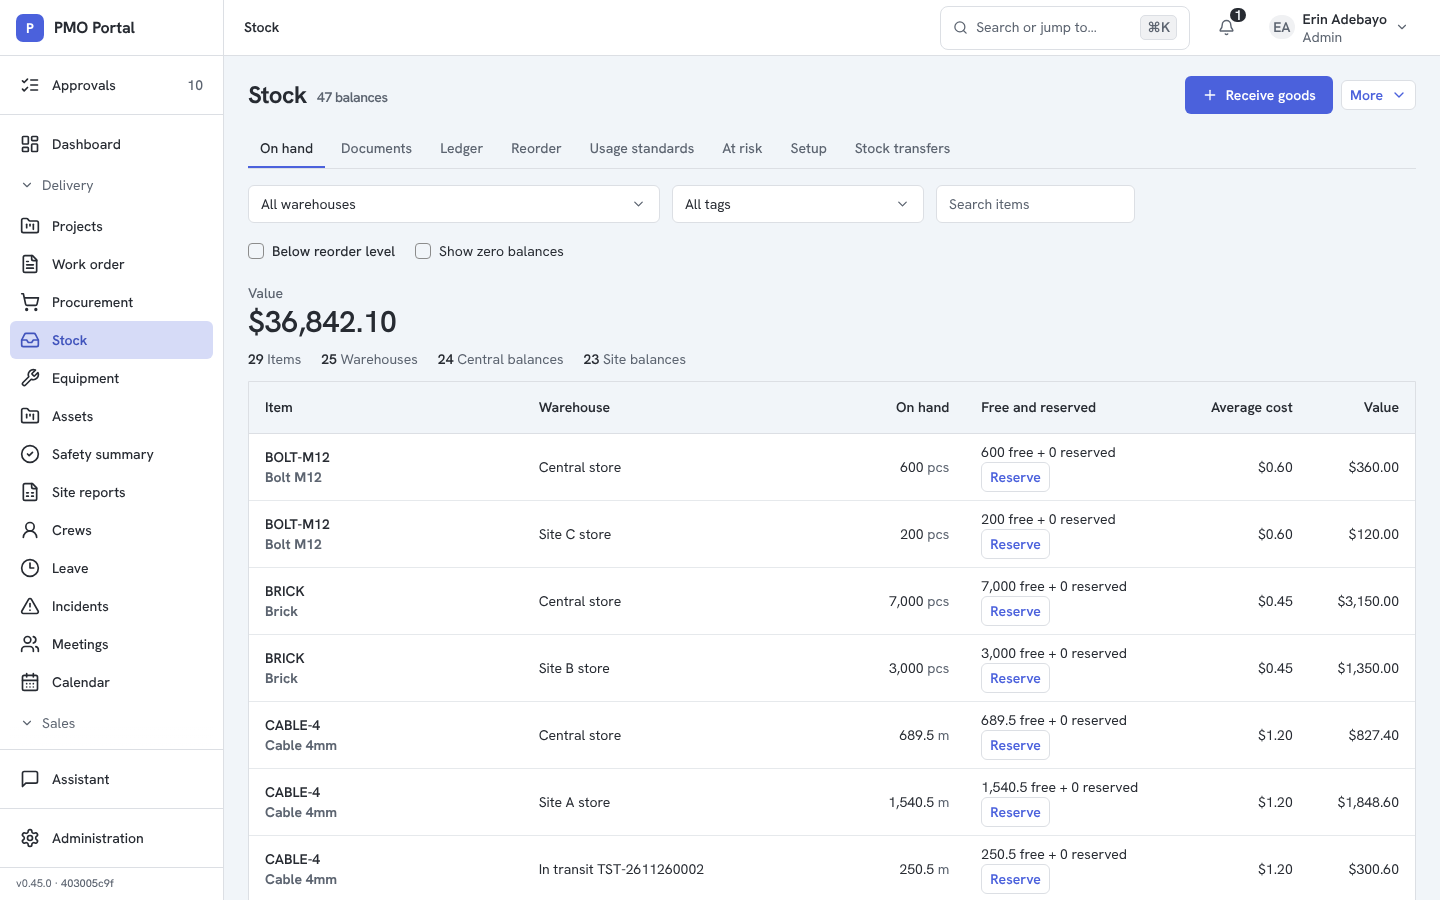 P PMO Portal
Stock
Search or jump to... ⌘K
1
EA Erin Adebayo
Admin
Approvals 10
Dashboard
Delivery
Projects
Work order
Procurement
Stock
Equipment
Assets
Safety summary
Site reports
Crews
Leave
Incidents
Meetings
Calendar
Sales
Assistant
Administration
v0.45.0 · 403005c9f
Stock 47 balances
Receive goods More
On hand Documents Ledger Reorder Usage standards At risk Setup Stock transfers
All warehouses All tags Search items
Below reorder level Show zero balances
Value
$36,842.10
29 Items 25 Warehouses 24 Central balances 23 Site balances
Item Warehouse On hand Free and reserved Average cost Value
BOLT-M12
Bolt M12 Central store 600 pcs 600 free + 0 reserved $0.60 $360.00
Reserve
BOLT-M12
Bolt M12 Site C store 200 pcs 200 free + 0 reserved $0.60 $120.00
Reserve
BRICK
Brick Central store 7,000 pcs 7,000 free + 0 reserved $0.45 $3,150.00
Reserve
BRICK
Brick Site B store 3,000 pcs 3,000 free + 0 reserved $0.45 $1,350.00
Reserve
CABLE-4
Cable 4mm Central store 689.5 m 689.5 free + 0 reserved $1.20 $827.40
Reserve
CABLE-4
Cable 4mm Site A store 1,540.5 m 1,540.5 free + 0 reserved $1.20 $1,848.60
Reserve
CABLE-4
Cable 4mm In transit TST-2611260002 250.5 m 250.5 free + 0 reserved $1.20 $300.60
Reserve